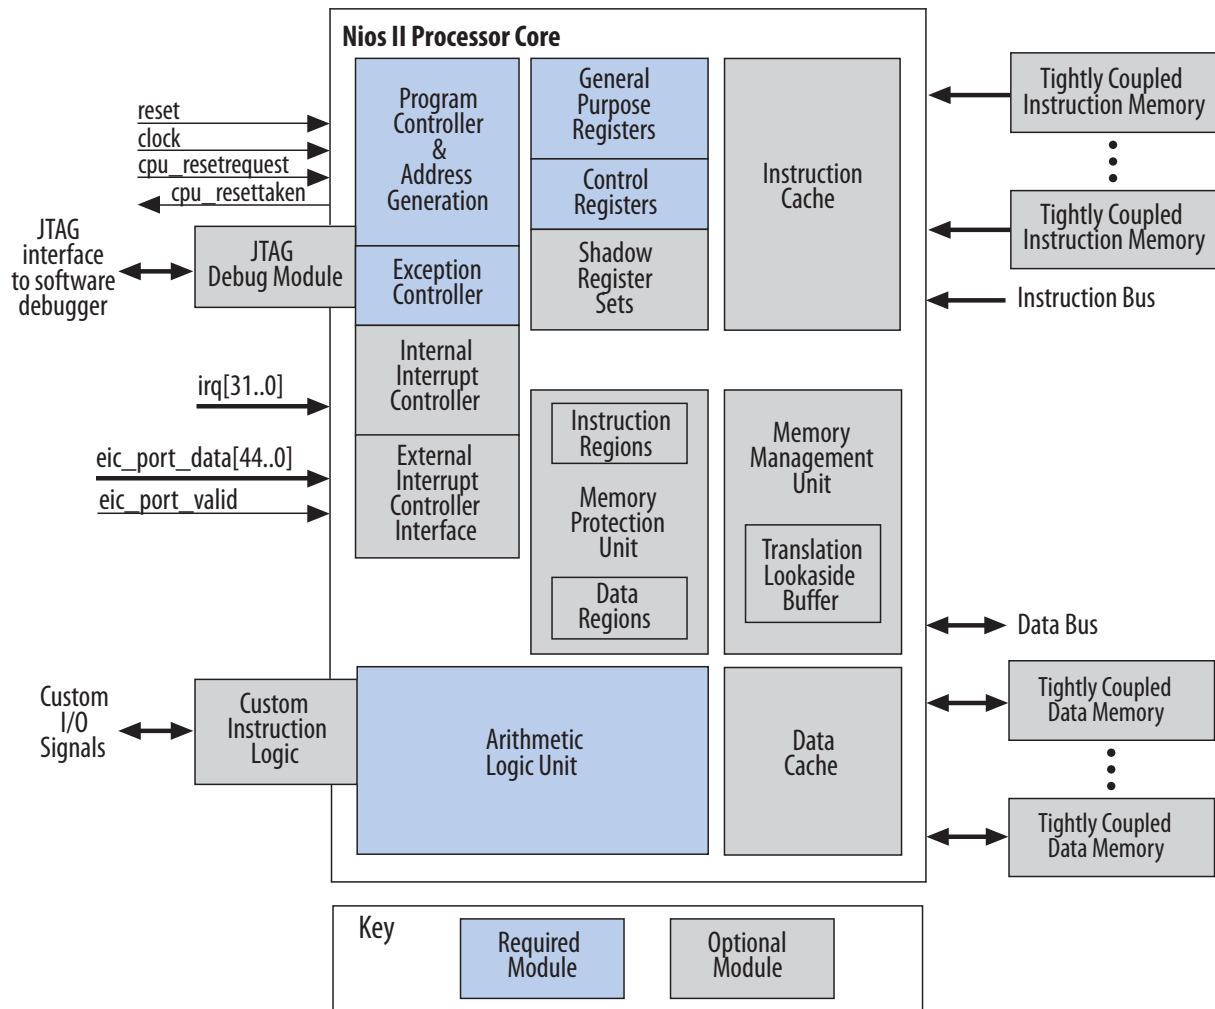 Nios II Processor Core
reset
clock
cpu_resetrequest
cpu_resettaken
JTAG
interface
to software
debugger
JTAG
Debug Module
irq[31..0]
eic_port_data[44..0]
eic_port_valid
Custom
I/O
Signals
Custom
Instruction
Logic
Program
Controller
&
Address
Generation
Exception
Controller
Internal
Interrupt
Controller
External
Interrupt
Controller
Interface
General
Purpose
Registers
Control
Registers
Shadow
Register
Sets
Instruction
Cache
Instruction
Regions
Memory
Protection
Unit
Data
Regions
Memory
Management
Unit
Translation
Lookaside
Buffer
Arithmetic
Logic Unit
Data
Cache
Tightly Coupled
Instruction Memory
Tightly Coupled
Instruction Memory
Instruction Bus
Data Bus
Tightly Coupled
Data Memory
Tightly Coupled
Data Memory
Key
Required
Module
Optional
Module